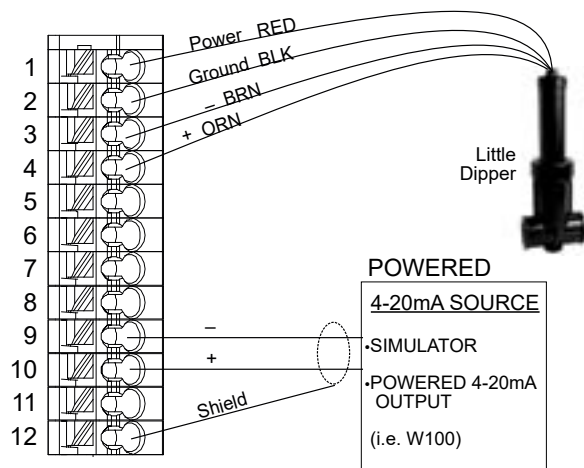 Power RED
Ground BLK
– BRN
+ ORN
1
2
3
4
5
6
7
8
9
10
11
12
Little
Dipper
–
+
Shield
POWERED
4-20mA SOURCE
•SIMULATOR
•POWERED 4-20mA
OUTPUT
(i.e. W100)